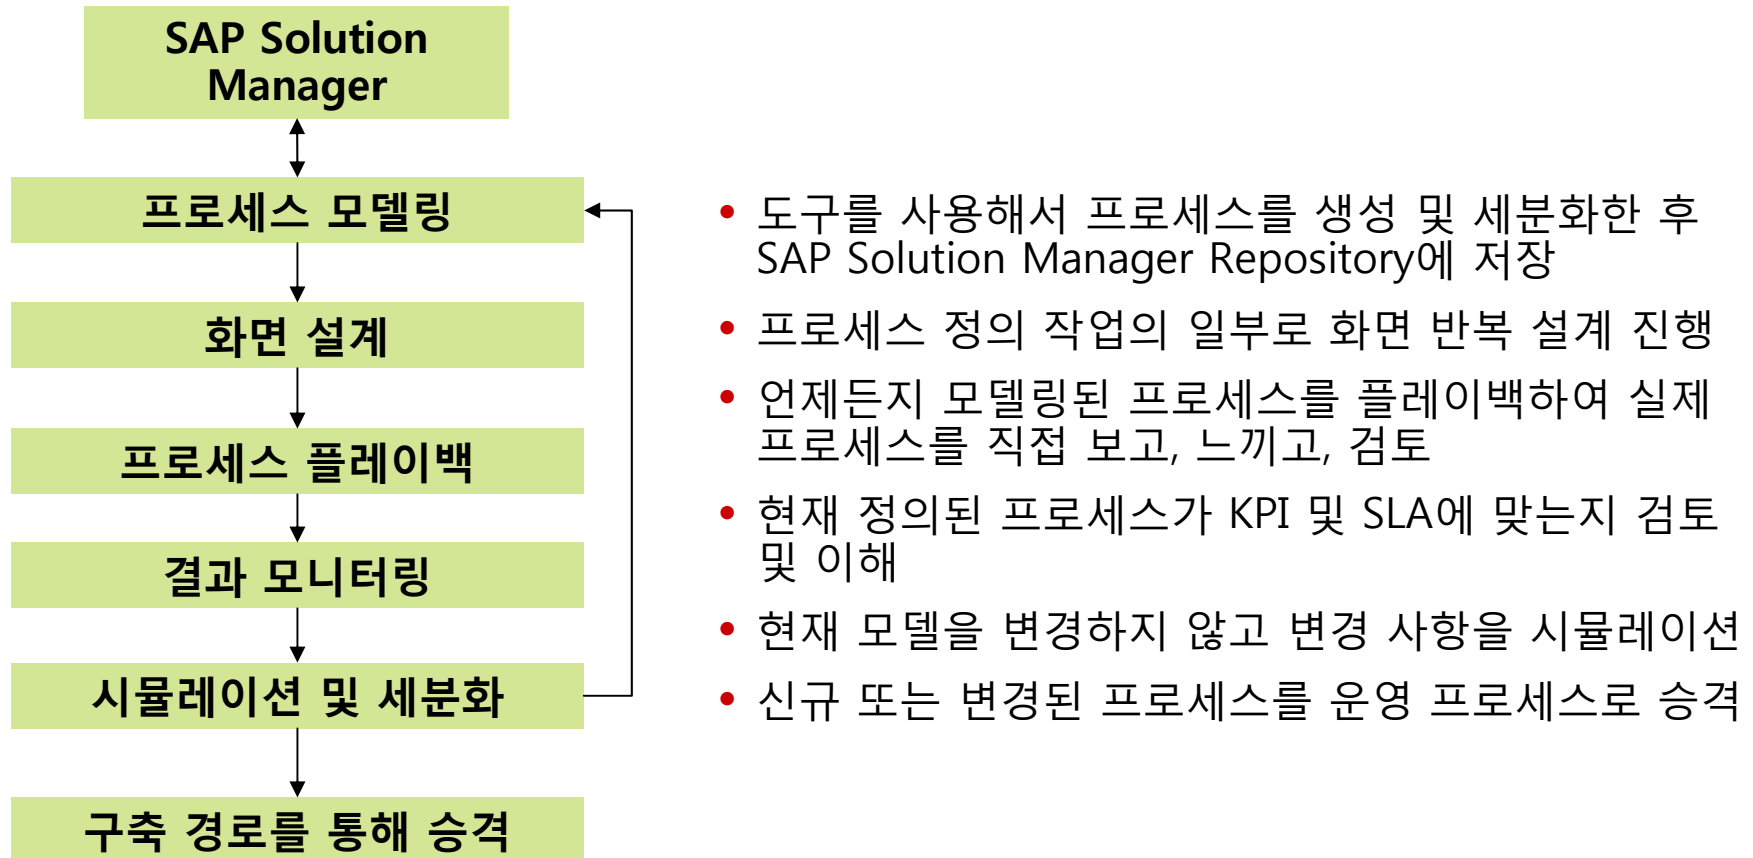 SAP Solution
Manager
프로세스 모델링
화면 설계
프로세스 플레이백
결과 모니터링
시뮬레이션 및 세분화
구축 경로를 통해 승격
• 도구를 사용해서 프로세스를 생성 및 세분화한 후
SAP Solution Manager Repository에 저장
• 프로세스 정의 작업의 일부로 화면 반복 설계 진행
• 언제든지 모델링된 프로세스를 플레이백하여 실제
프로세스를 직접 보고, 느끼고, 검토
• 현재 정의된 프로세스가 KPI 및 SLA에 맞는지 검토
및 이해
• 현재 모델을 변경하지 않고 변경 사항을 시뮬레이션
• 신규 또는 변경된 프로세스를 운영 프로세스로 승격